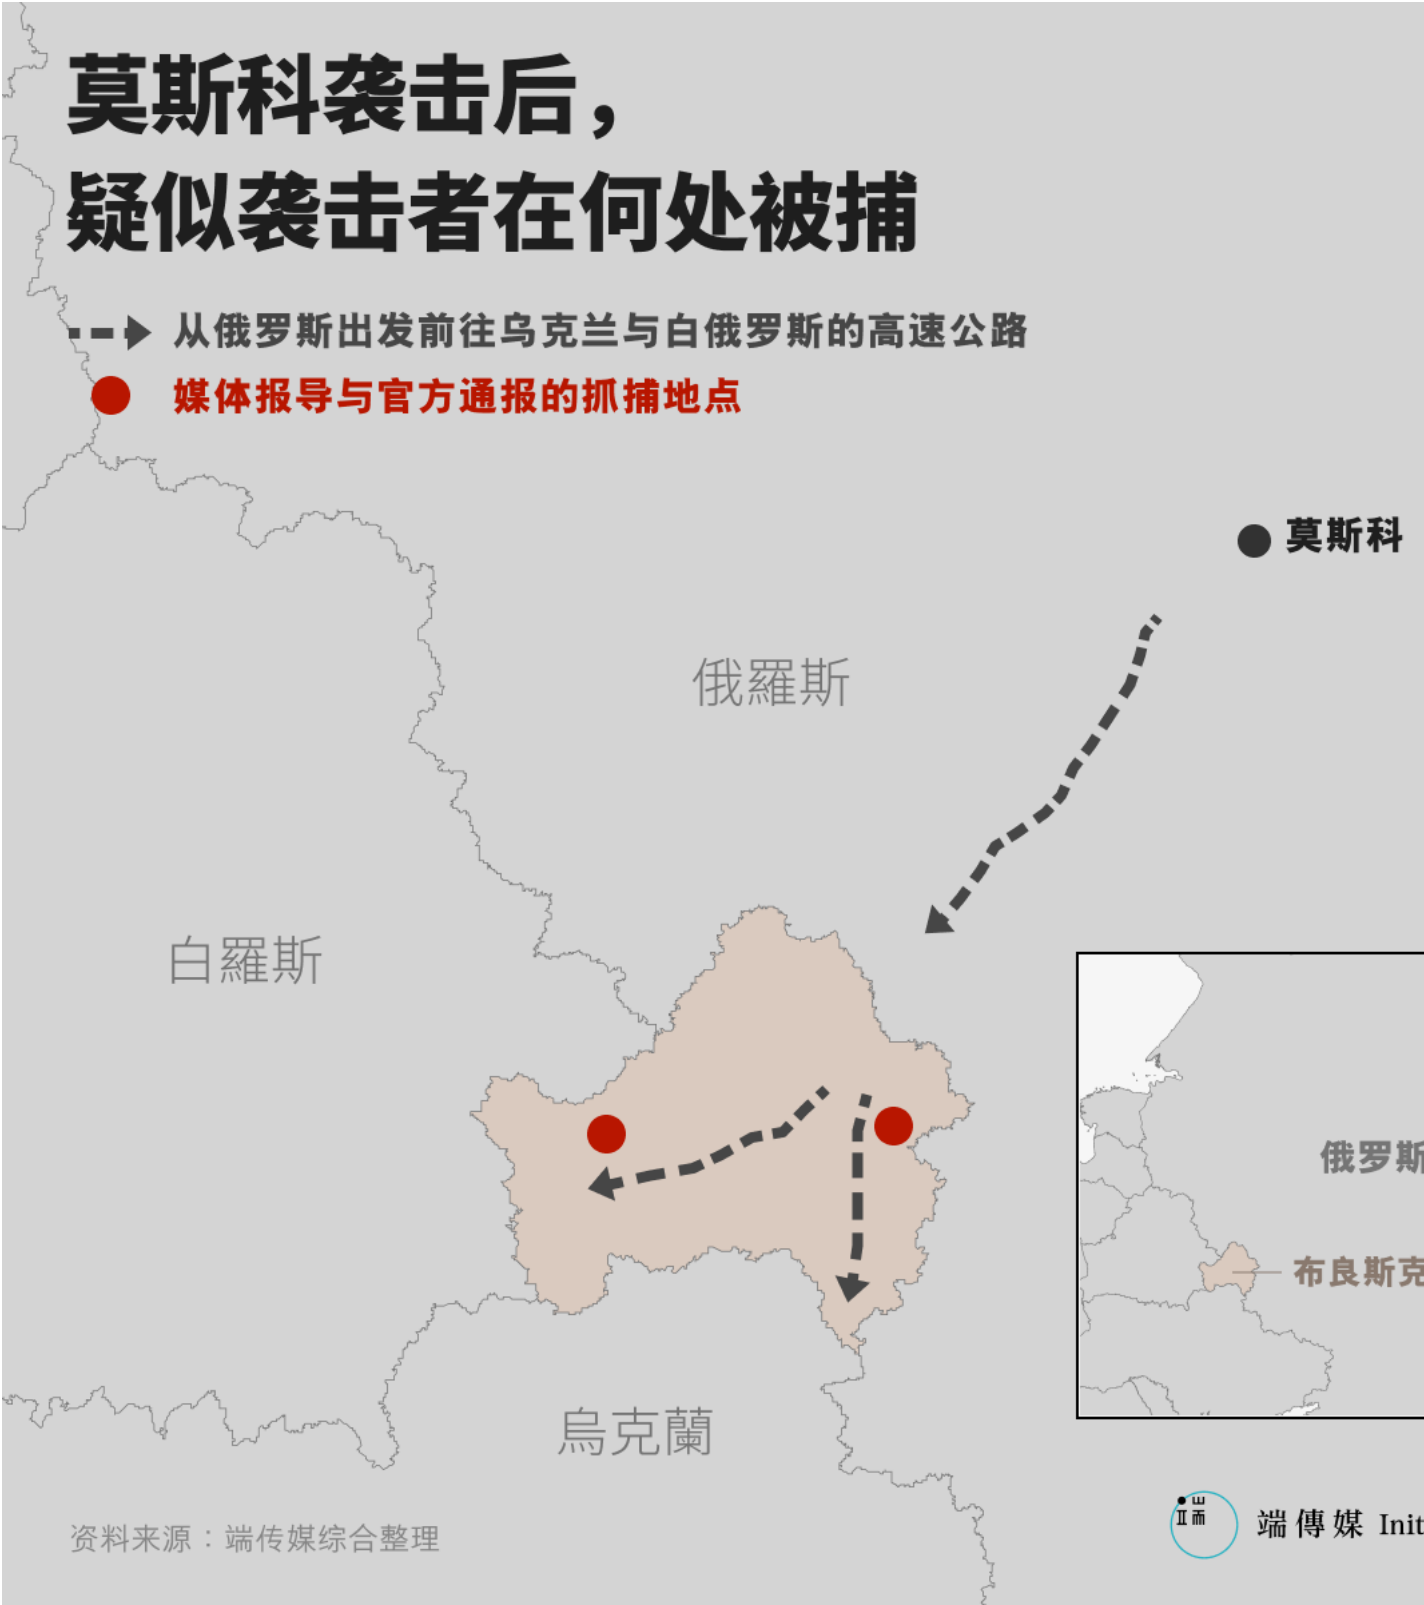 莫斯科袭击后，
疑似袭击者在何处被捕
从俄罗斯出发前往乌克兰与白俄罗斯的高速公路
媒体报导与官方通报的抓捕地点
莫斯科
俄羅斯
白羅斯
俄罗斯
布良斯克
烏克蘭
资料来源：端传媒综合整理
端傳媒 Init